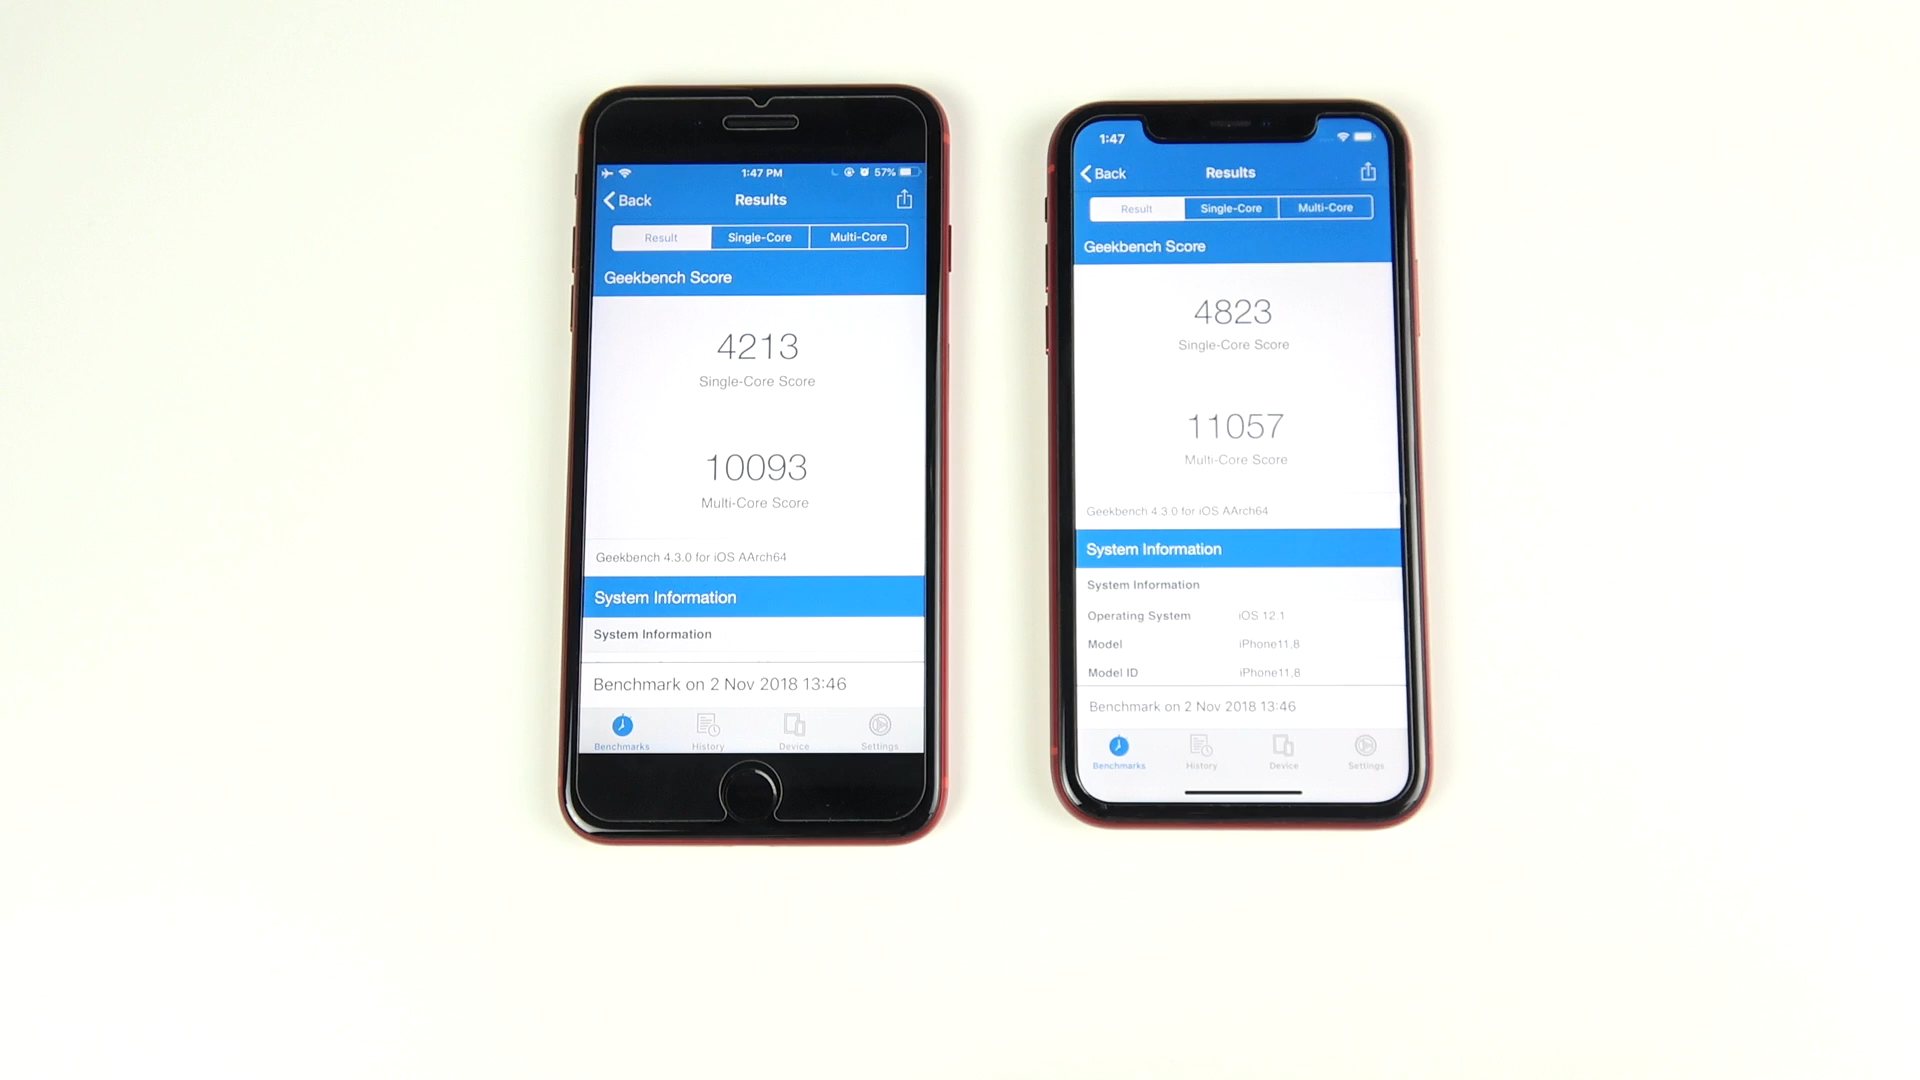 1:47 PM
57%
Back
Results
Result
Single-Core
Multi-Core
Geekbench Score
4213
Single-Core Score
10093
Multi-Core Score
Geekbench 4.3.0 for iOS AArch64
System Information
System Information
Benchmark on 2 Nov 2018 13:46
Benchmarks
History
Device
Settings
1:47
Back
Results
Result
Single-Core
Multi-Core
Geekbench Score
4823
Single-Core Score
11057
Multi-Core Score
Geekbench 4.3.0 for iOS AArch64
System Information
System Information
Operating System iOS 12.1
Model iPhone11,8
Model ID iPhone11,8
Benchmark on 2 Nov 2018 13:46
Benchmarks
History
Device
Settings